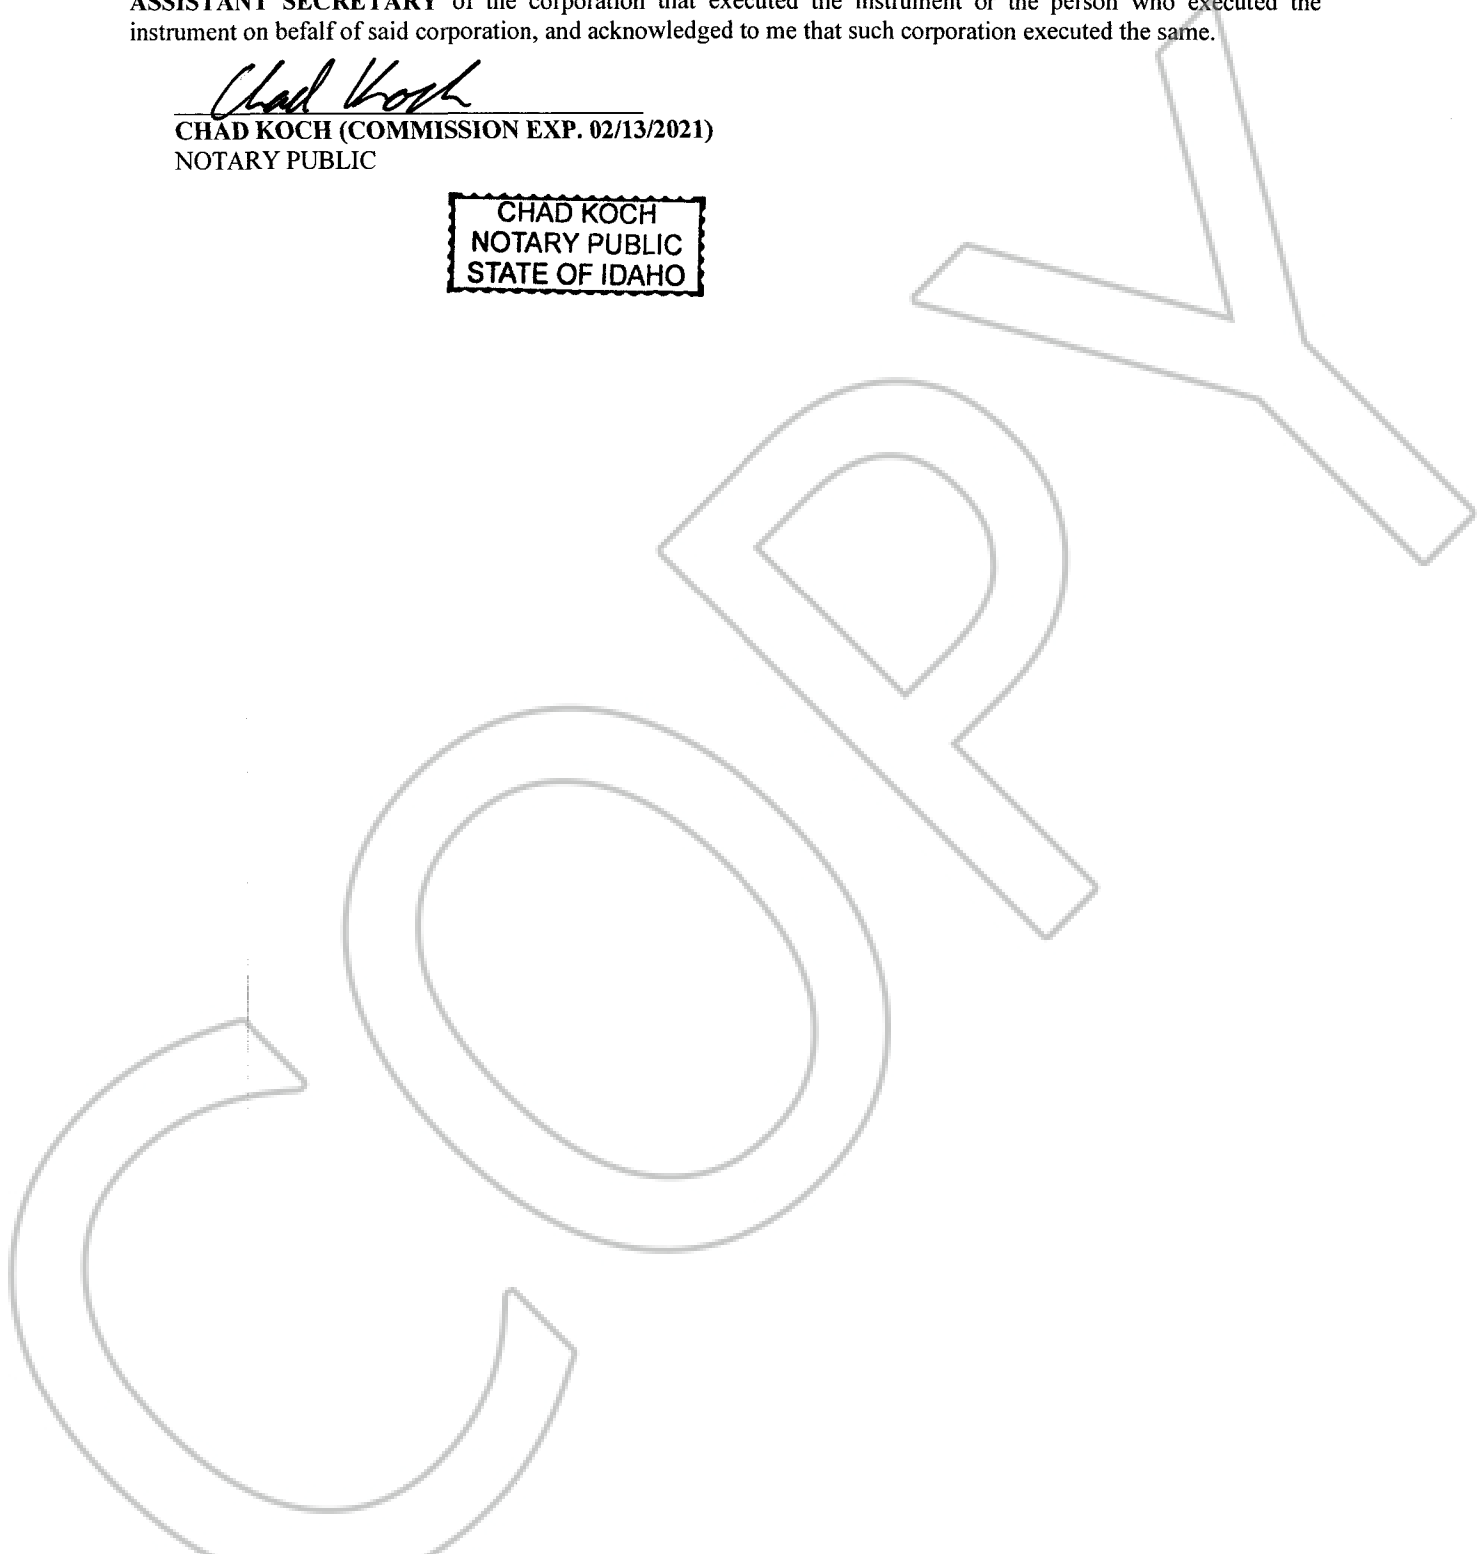 ASSISTANT SECRETARY of the corporation that executed the instrument or the person who executed the
instrument on befalf of said corporation, and acknowledged to me that such corporation executed the same.
Chad Koch
CHAD KOCH (COMMISSION EXP. 02/13/2021)
NOTARY PUBLIC
CHAD KOCH
NOTARY PUBLIC
STATE OF IDAHO
COPY